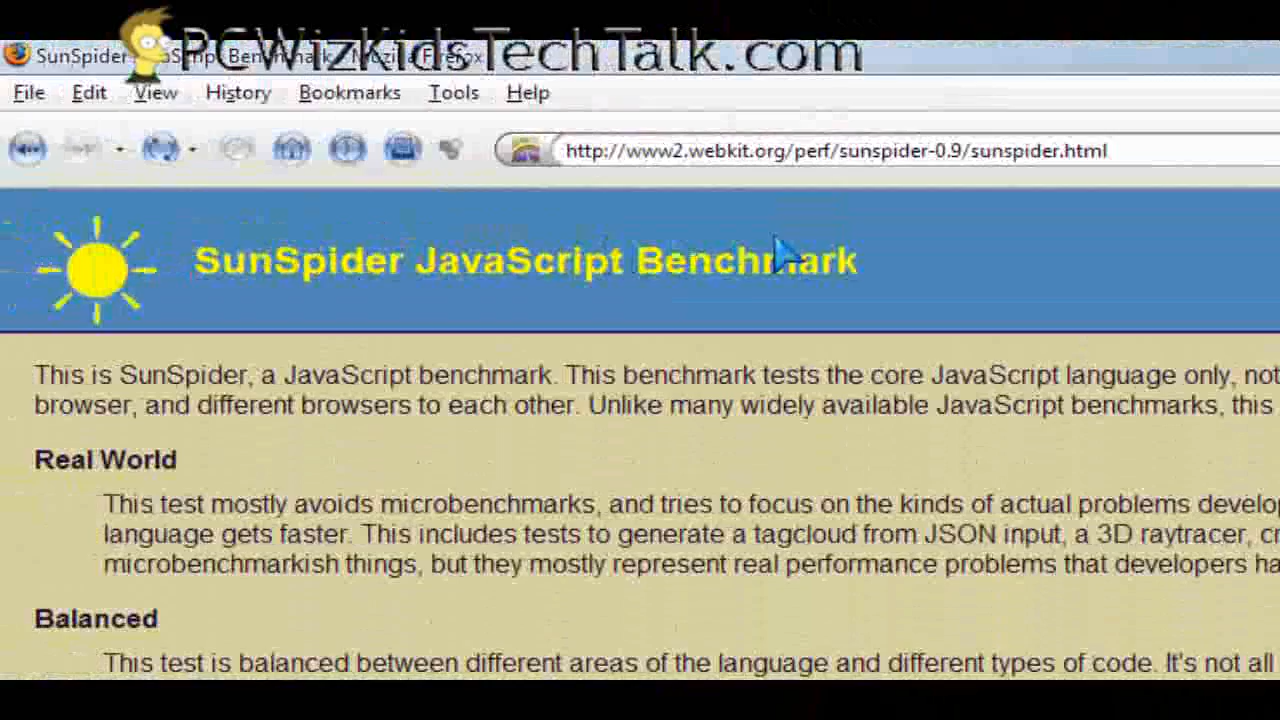 PCWizKidsTechTalk.com
SunSpider JavaScript Benchmark - Mozilla Firefox
File Edit View History Bookmarks Tools Help
http://www2.webkit.org/perf/sunspider-0.9/sunspider.html
SunSpider JavaScript Benchmark
This is SunSpider, a JavaScript benchmark. This benchmark tests the core JavaScript language only, not
browser, and different browsers to each other. Unlike many widely available JavaScript benchmarks, this
Real World
This test mostly avoids microbenchmarks, and tries to focus on the kinds of actual problems develop
language gets faster. This includes tests to generate a tagcloud from JSON input, a 3D raytracer, cr
microbenchmarkish things, but they mostly represent real performance problems that developers ha
Balanced
This test is balanced between different areas of the language and different types of code. It's not all